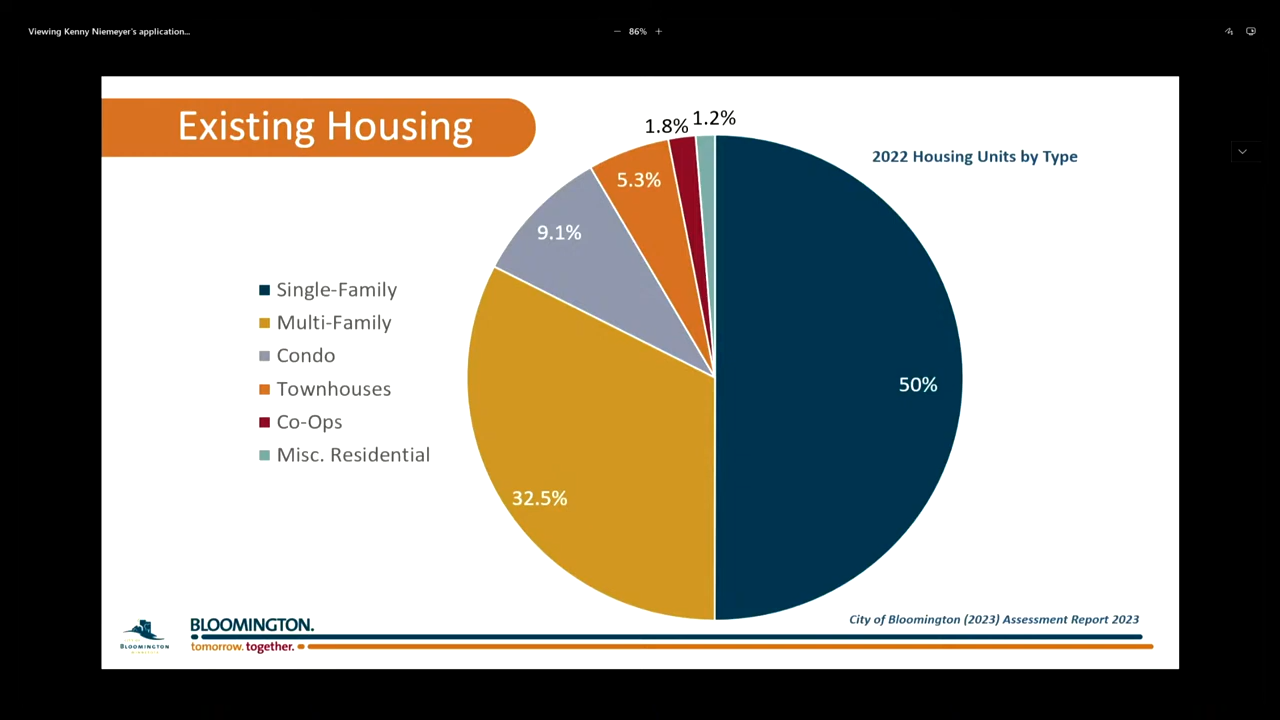 Viewing Kenny Niemeyer's application...
86%
Existing Housing
1.8%
1.2%
2022 Housing Units by Type
5.3%
9.1%
Single-Family
Multi-Family
Condo
Townhouses
Co-Ops
Misc. Residential
50%
32.5%
City of Bloomington (2023) Assessment Report 2023
BLOOMINGTON.
tomorrow. together.
BLOOMINGTON